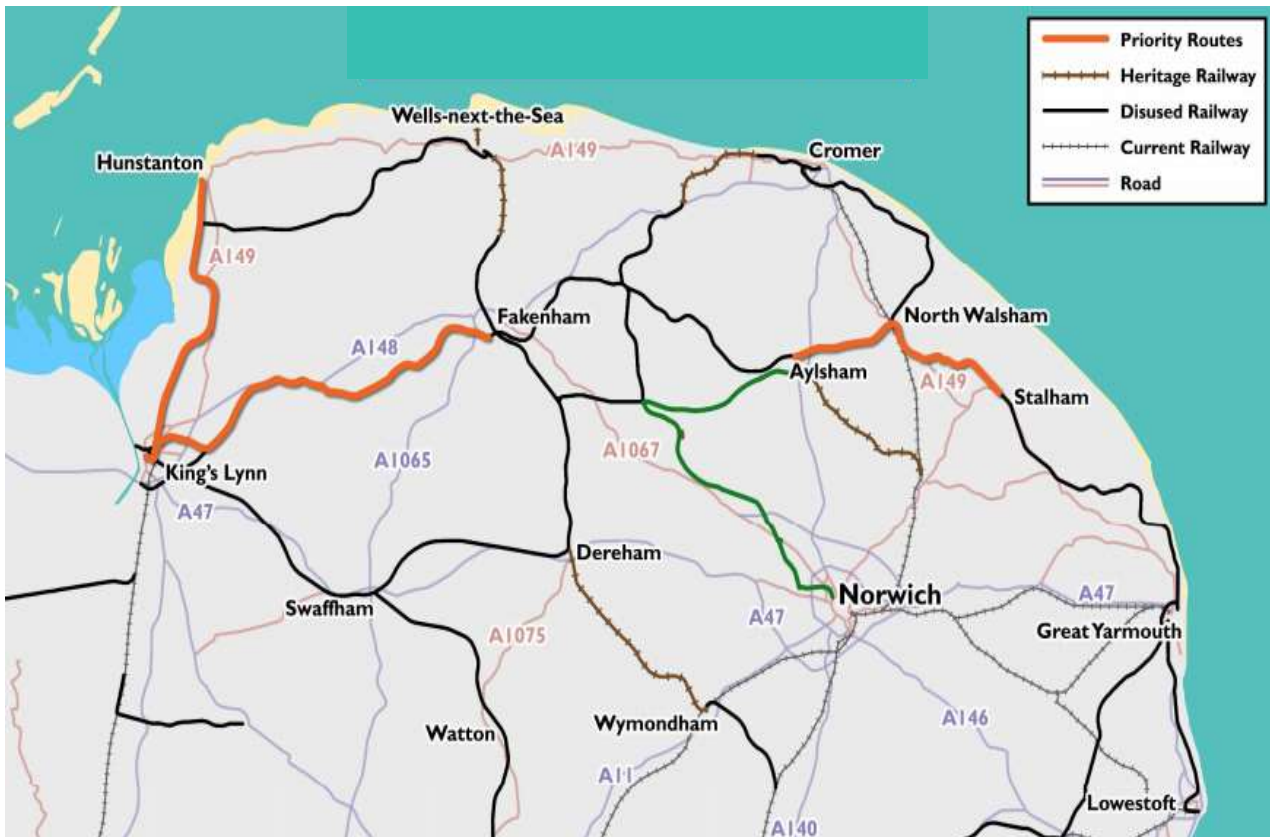 Priority Routes
Heritage Railway
Disused Railway
Current Railway
Road
Wells-next-the-Sea
Hunstanton
A149
Cromer
A149
Fakenham
North Walsham
A148
Aylsham
A149
Stalham
A1067
A1065
King's Lynn
A47
Dereham
Swaffham
Norwich
A47
A47
Great Yarmouth
A1075
Wymondham
Watton
A146
A11
Lowestoft
A140